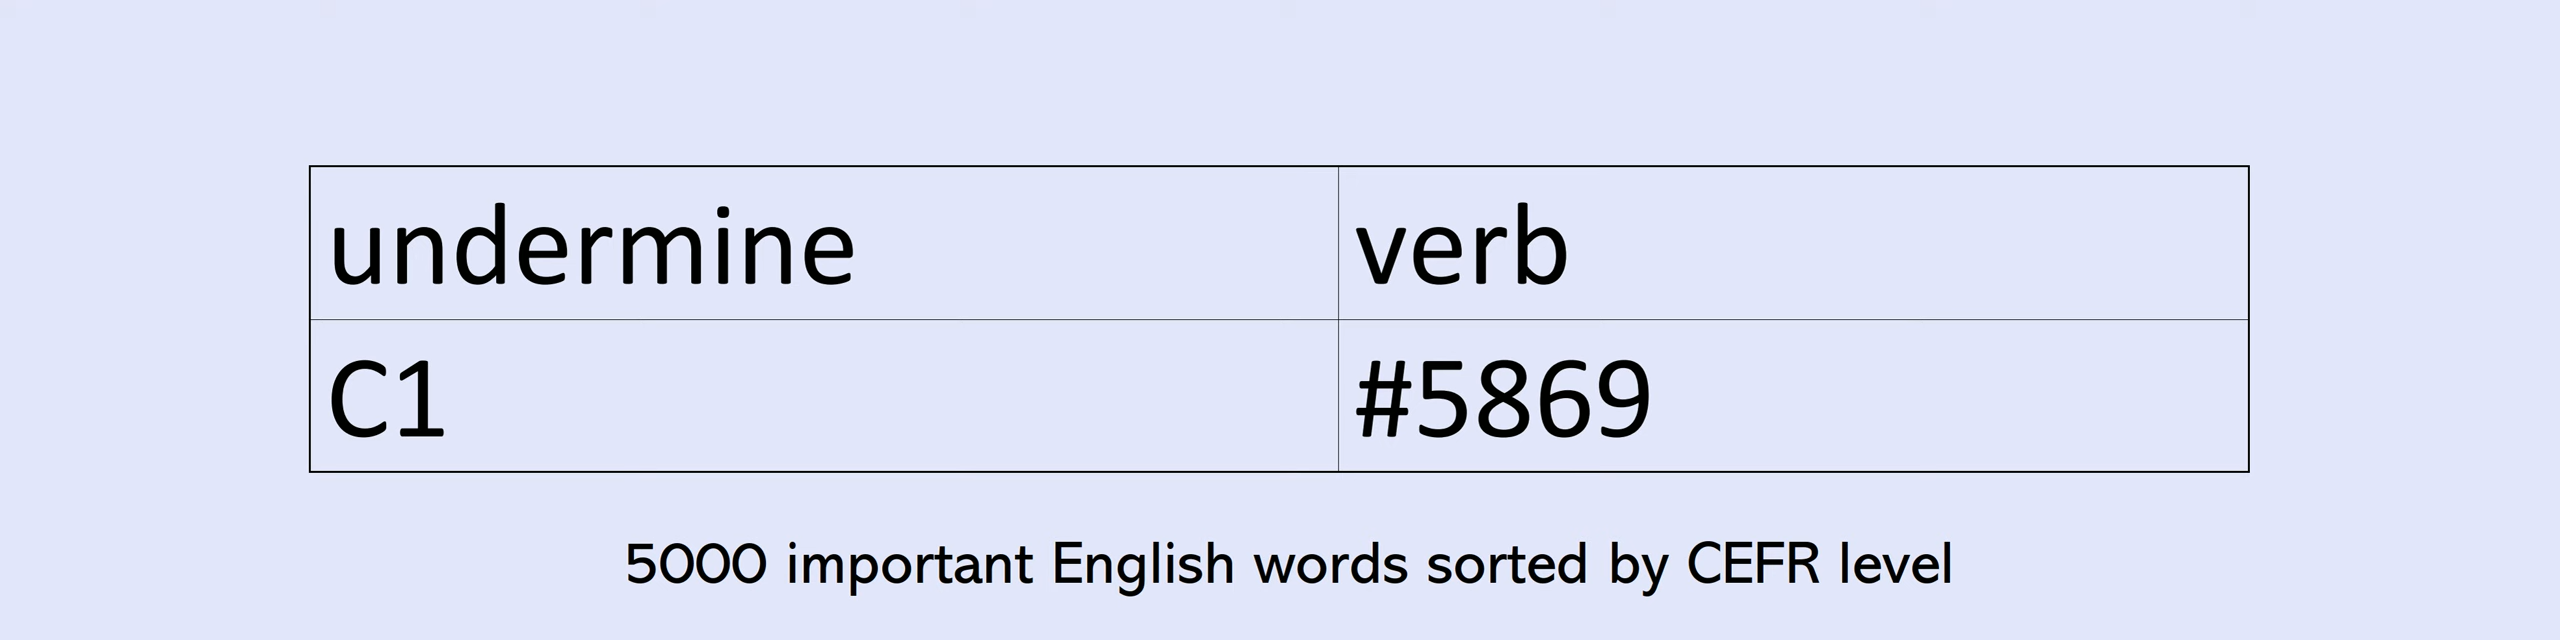 undermine verb
C1 #5869
5000 important English words sorted by CEFR level